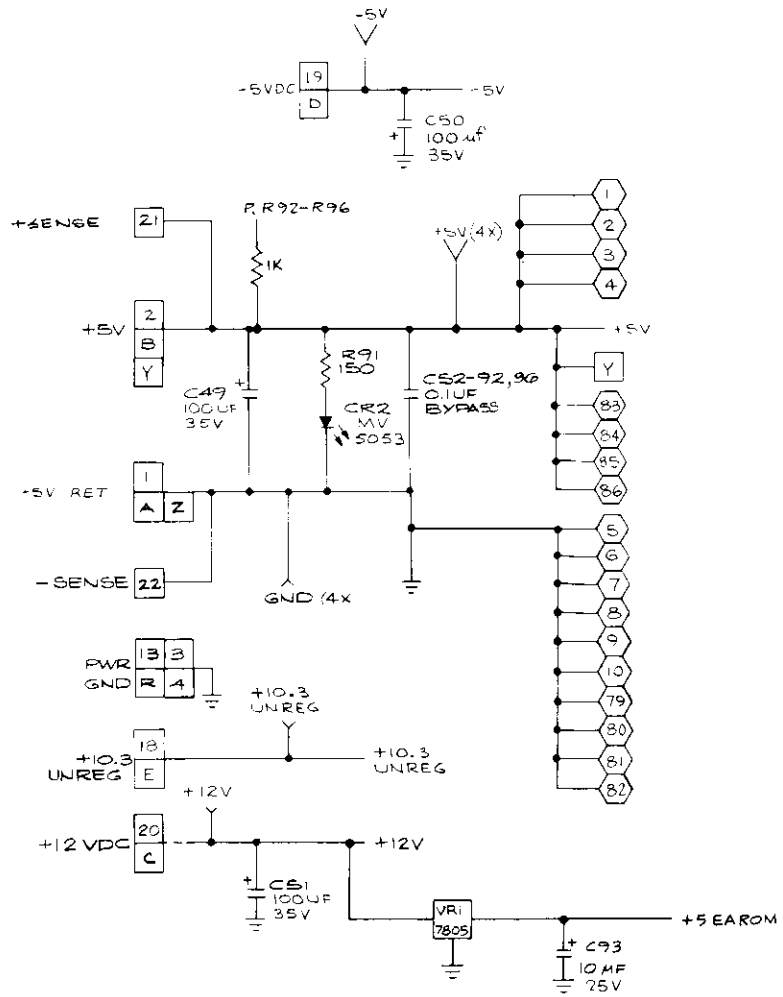 -5V
-5VDC
19
D
-5V
C50
+
100 uf
35V
+SENSE
21
P. R92-R96
1K
+5V (4x)
1
2
3
4
+5V
2
B
Y
+5V
C49
+
100UF
35V
R91
150
CR2
MV
5053
C52-92,96
0.1UF
BYPASS
Y
83
84
85
86
-5V RET
1
A
Z
-SENSE
22
GND (4x
5
6
7
8
9
10
79
80
81
82
PWR
GND
13
3
R
4
+10.3
UNREG
+10.3
UNREG
18
E
+10.3
UNREG
+12V
+12 VDC
20
C
+12V
+
C51
100UF
35V
VR1
7805
+5 EAROM
+
C93
10 MF
25V